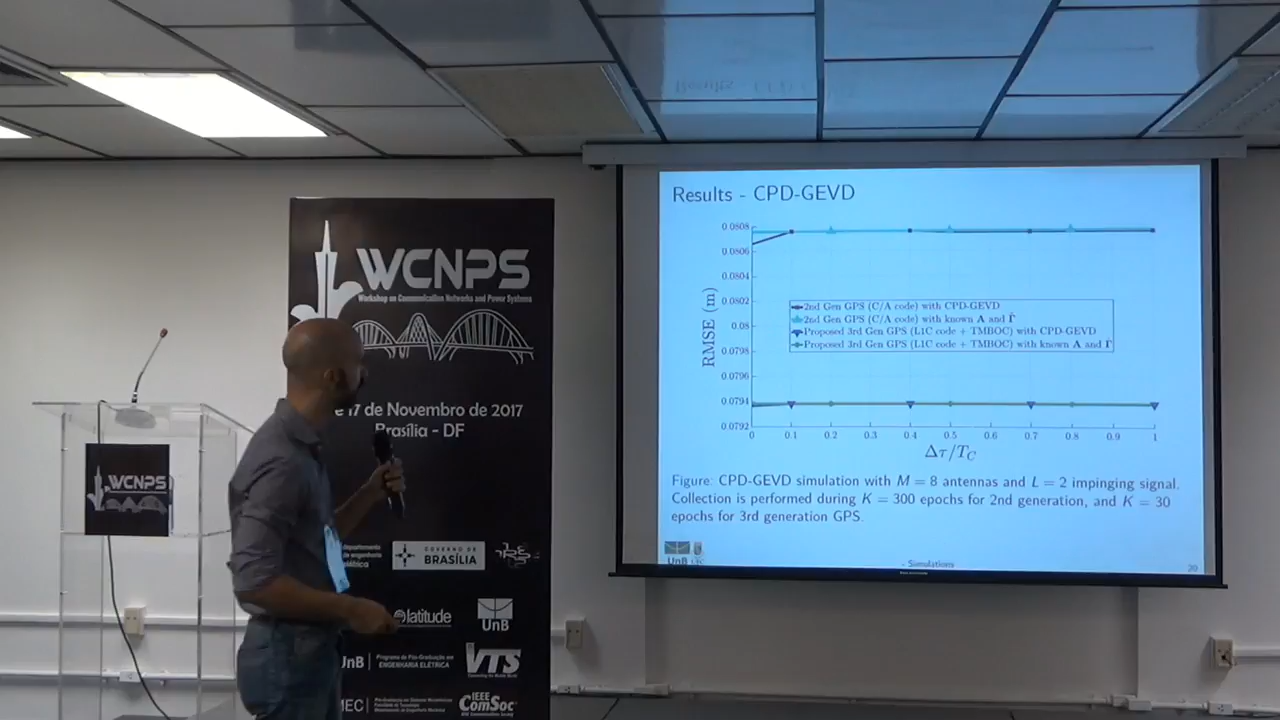 WCNPS
Workshop on Communication Networks and Power Systems
17 de Novembro de 2017
Brasília - DF
WCNPS
departamento
de engenharia
elétrica
GOVERNO DE
BRASÍLIA
latitude
UnB
UnB
Programa de Pós-Graduação em
ENGENHARIA ELÉTRICA
VTS
IEEE
ComSoc
Results - CPD-GEVD
RMSE (m)
0.0808
0.0806
0.0804
0.0802
0.08
0.0798
0.0796
0.0794
0.0792
2nd Gen GPS (C/A code) with CPD-GEVD
2nd Gen GPS (C/A code) with known A and Γ̃
Proposed 3rd Gen GPS (L1C code + TMBOC) with CPD-GEVD
Proposed 3rd Gen GPS (L1C code + TMBOC) with known A and Γ̃
0 0.1 0.2 0.3 0.4 0.5 0.6 0.7 0.8 0.9 1
Δτ/T_C
Figure: CPD-GEVD simulation with M = 8 antennas and L = 2 impinging signal.
Collection is performed during K = 300 epochs for 2nd generation, and K = 30
epochs for 3rd generation GPS.
UnB
- Simulations